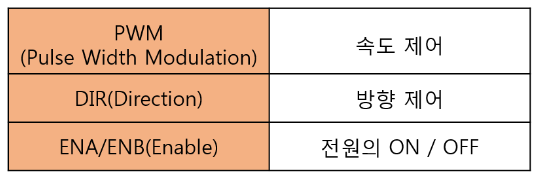 PWM
(Pulse Width Modulation)
속도 제어
DIR(Direction)
방향 제어
ENA/ENB(Enable)
전원의 ON / OFF